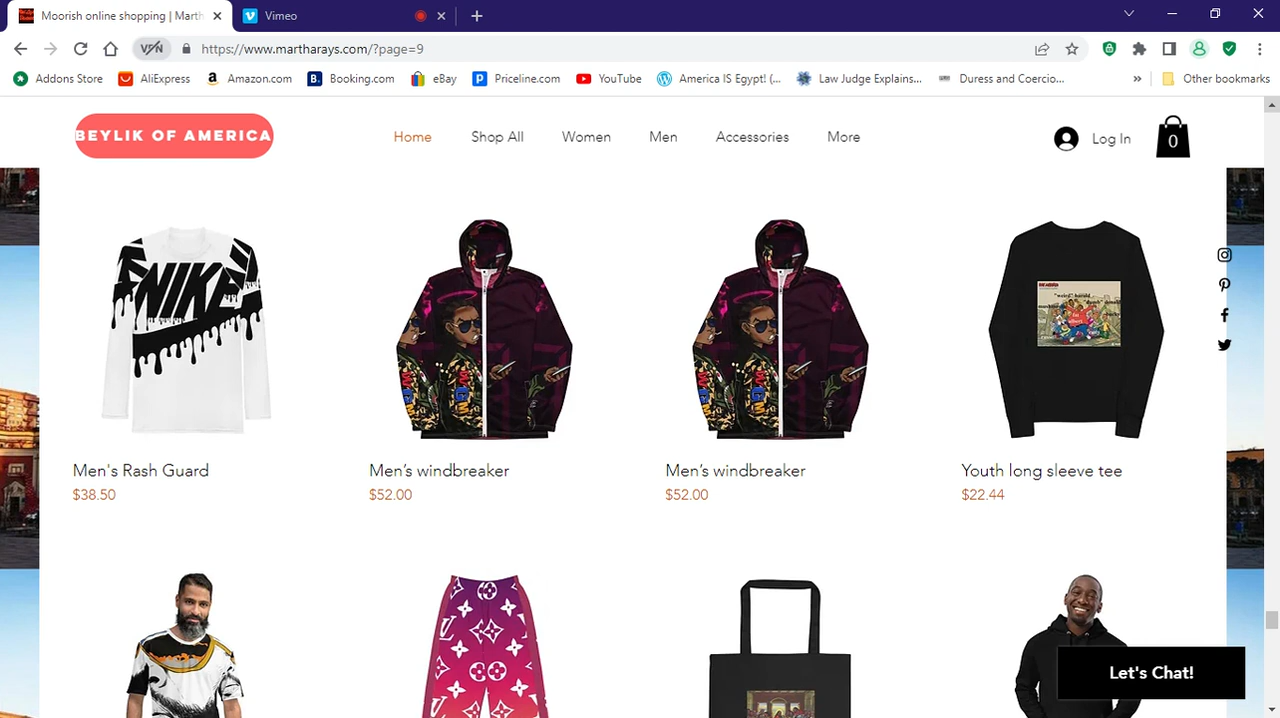 Moorish online shopping | Marth
Vimeo
VPN
https://www.martharays.com/?page=9
Addons Store
AliExpress
Amazon.com
Booking.com
eBay
Priceline.com
YouTube
America IS Egypt! (...
Law Judge Explains...
Duress and Coercio...
»
Other bookmarks
BEYLIK OF AMERICA
Home
Shop All
Women
Men
Accessories
More
Log In
0
NIKE
Men's Rash Guard
$38.50
Men's windbreaker
$52.00
Men's windbreaker
$52.00
Youth long sleeve tee
$22.44
Let's Chat!